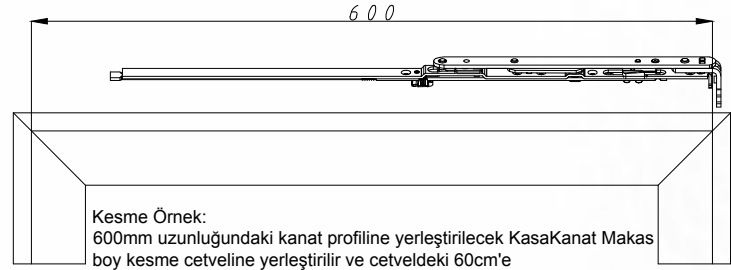 600
Kesme Örnek:
600mm uzunluğundaki kanat profiline yerleştirilecek KasaKanat Makas
boy kesme cetveline yerleştirilir ve cetveldeki 60cm'e